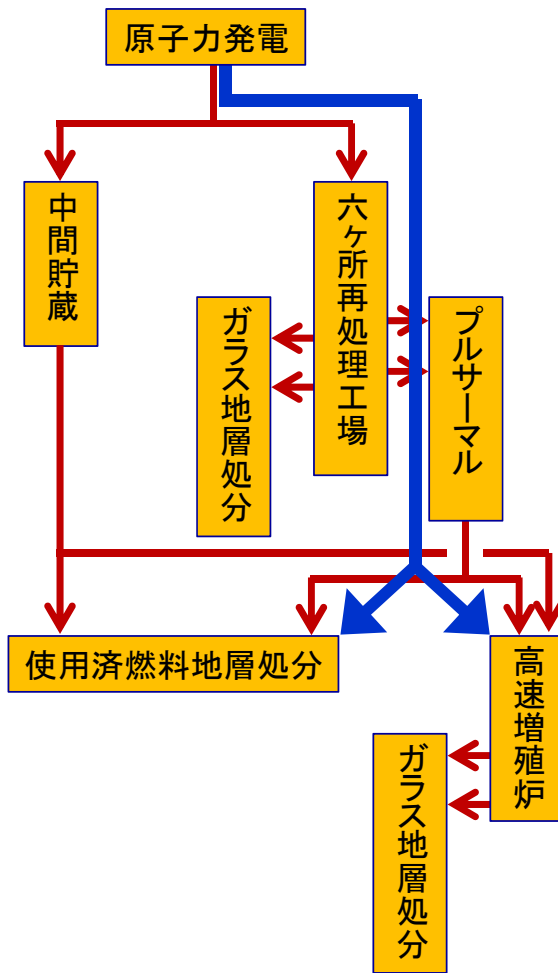 原子力発電
中間貯蔵
六ヶ所再処理工場
ガラス地層処分
プルサーマル
使用済燃料地層処分
高速増殖炉
ガラス地層処分